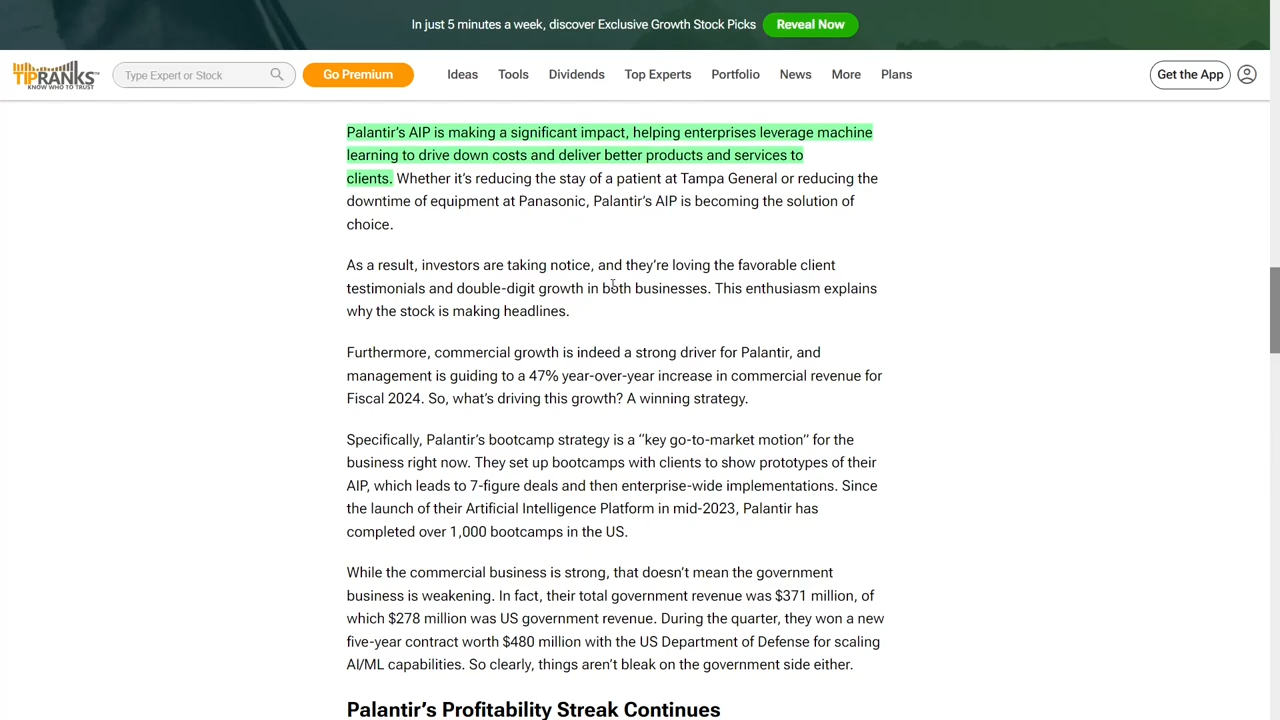 In just 5 minutes a week, discover Exclusive Growth Stock Picks Reveal Now
TIPRANKS™
KNOW WHO TO TRUST
Type Expert or Stock
Go Premium
Ideas Tools Dividends Top Experts Portfolio News More Plans
Get the App
Palantir’s AIP is making a significant impact, helping enterprises leverage machine
learning to drive down costs and deliver better products and services to
clients. Whether it’s reducing the stay of a patient at Tampa General or reducing the
downtime of equipment at Panasonic, Palantir’s AIP is becoming the solution of
choice.
As a result, investors are taking notice, and they’re loving the favorable client
testimonials and double-digit growth in both businesses. This enthusiasm explains
why the stock is making headlines.
Furthermore, commercial growth is indeed a strong driver for Palantir, and
management is guiding to a 47% year-over-year increase in commercial revenue for
Fiscal 2024. So, what’s driving this growth? A winning strategy.
Specifically, Palantir’s bootcamp strategy is a “key go-to-market motion” for the
business right now. They set up bootcamps with clients to show prototypes of their
AIP, which leads to 7-figure deals and then enterprise-wide implementations. Since
the launch of their Artificial Intelligence Platform in mid-2023, Palantir has
completed over 1,000 bootcamps in the US.
While the commercial business is strong, that doesn’t mean the government
business is weakening. In fact, their total government revenue was $371 million, of
which $278 million was US government revenue. During the quarter, they won a new
five-year contract worth $480 million with the US Department of Defense for scaling
AI/ML capabilities. So clearly, things aren’t bleak on the government side either.
Palantir’s Profitability Streak Continues